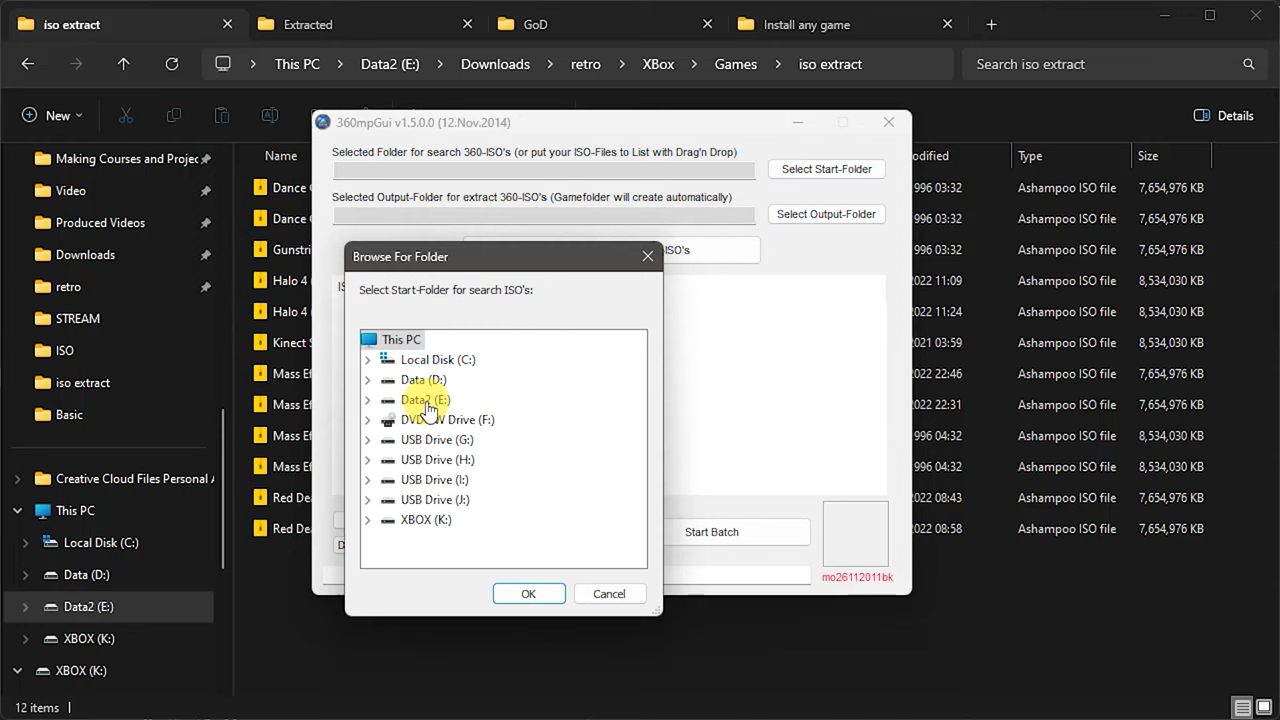 iso extract
Extracted
GoD
Install any game
This PC > Data2 (E:) > Downloads > retro > XBox > Games > iso extract
Search iso extract
New
Details
Making Courses and Projec
Video
Produced Videos
Downloads
retro
STREAM
ISO
iso extract
Basic
Creative Cloud Files Personal
This PC
Local Disk (C:)
Data (D:)
Data2 (E:)
XBOX (K:)
XBOX (K:)
12 items
Name
odified
Type
Size
Dance
996 03:32
Ashampoo ISO file
7,654,976 KB
Dance
996 03:32
Ashampoo ISO file
7,654,976 KB
Gunstri
996 03:32
Ashampoo ISO file
7,654,976 KB
Halo 4
022 11:09
Ashampoo ISO file
8,534,030 KB
Halo 4
022 11:24
Ashampoo ISO file
8,534,030 KB
Kinect
021 03:59
Ashampoo ISO file
7,654,976 KB
Mass Ef
022 22:46
Ashampoo ISO file
7,654,976 KB
Mass Ef
022 22:31
Ashampoo ISO file
7,654,976 KB
Mass Ef
996 04:32
Ashampoo ISO file
8,534,030 KB
Mass Ef
996 04:32
Ashampoo ISO file
8,534,030 KB
Red De
022 08:43
Ashampoo ISO file
7,654,976 KB
Red De
022 08:58
Ashampoo ISO file
7,654,976 KB
360mpGui v1.5.0.0 (12.Nov.2014)
Selected Folder for search 360-ISO's (or put your ISO-Files to List with Drag'n Drop)
Select Start-Folder
Selected Output-Folder for extract 360-ISO's (Gamefolder will create automatically)
Select Output-Folder
ISO's
Start Batch
mo26112011bk
Browse For Folder
Select Start-Folder for search ISO's:
This PC
Local Disk (C:)
Data (D:)
Data2 (E:)
DVD RW Drive (F:)
USB Drive (G:)
USB Drive (H:)
USB Drive (I:)
USB Drive (J:)
XBOX (K:)
OK
Cancel